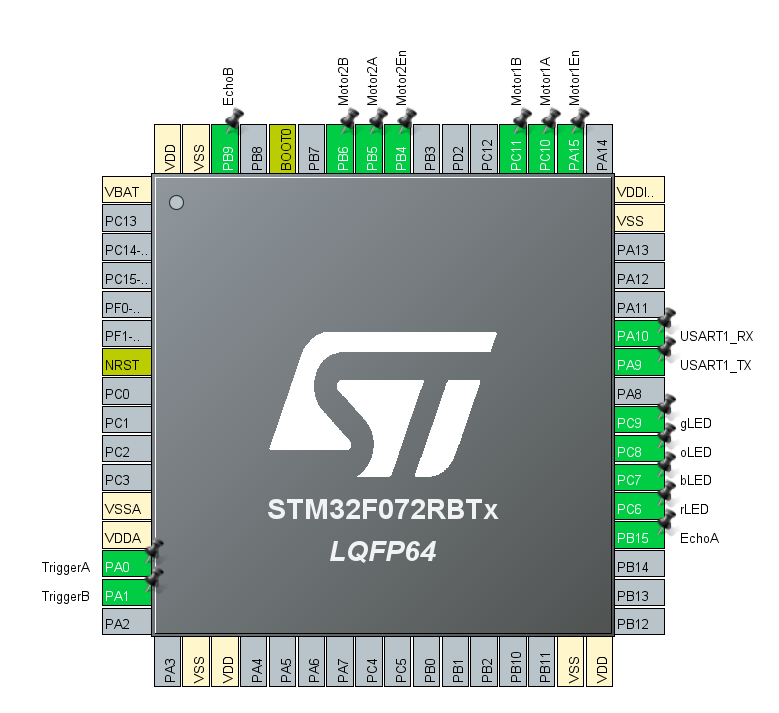 EchoB
Motor2B
Motor2A
Motor2En
Motor1B
Motor1A
Motor1En
VDD
VSS
PB9
PB8
BOOT0
PB7
PB6
PB5
PB4
PB3
PD2
PC12
PC11
PC10
PA15
PA14
VBAT
PC13
PC14-..
PC15-..
PF0-..
PF1-..
NRST
PC0
PC1
PC2
PC3
VSSA
VDDA
TriggerA PA0
TriggerB PA1
PA2
STM32F072RBTx
LQFP64
VDDI..
VSS
PA13
PA12
PA11
PA10 USART1_RX
PA9 USART1_TX
PA8
PC9 gLED
PC8 oLED
PC7 bLED
PC6 rLED
PB15 EchoA
PB14
PB13
PB12
PA3
VSS
VDD
PA4
PA5
PA6
PA7
PC4
PC5
PB0
PB1
PB2
PB10
PB11
VSS
VDD